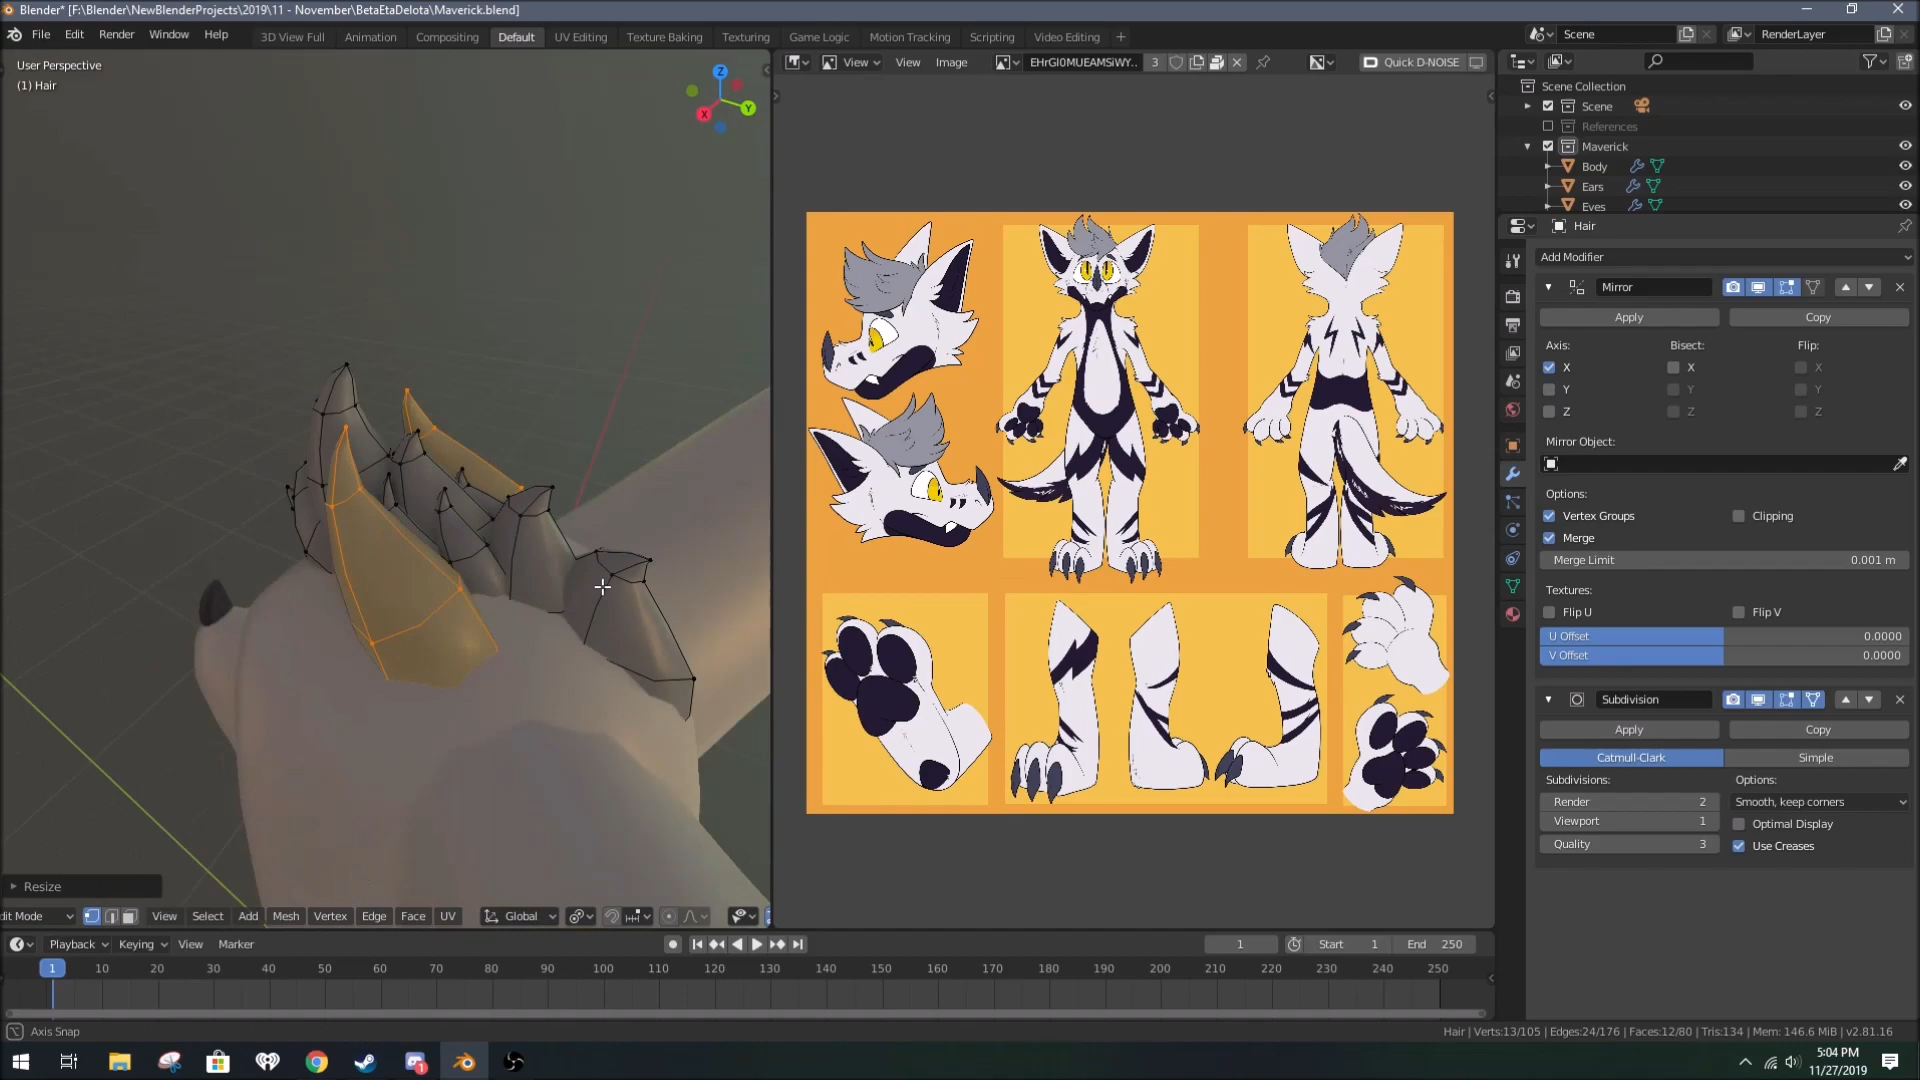 Blender* [F:\Blender\NewBlenderProjects\2019\11 - November\BetaEtaDelota\Maverick.blend]
File Edit Render Window Help
3D View Full Animation Compositing Default UV Editing Texture Baking Texturing Game Logic Motion Tracking Scripting Video Editing +
Scene
RenderLayer
User Perspective
(1) Hair
Z
Y
X
View
View
Image
EHrGI0MUEAMSiWY..
3
Quick D-NOISE
Scene Collection
Scene
References
Maverick
Body
Ears
Eyes
Hair
Add Modifier
Mirror
Apply
Copy
Axis:
Bisect:
Flip:
X X X
Y Y Y
Z Z Z
Mirror Object:
Options:
Vertex Groups
Clipping
Merge
Merge Limit 0.001 m
Textures:
Flip U
Flip V
U Offset 0.0000
V Offset 0.0000
Subdivision
Apply
Copy
Catmull-Clark
Simple
Subdivisions:
Options:
Render 2
Smooth, keep corners
Viewport 1
Optimal Display
Quality 3
Use Creases
Resize
dit Mode
View Select Add Mesh Vertex Edge Face UV
Global
Playback Keying View Marker
1
Start 1
End 250
1 10 20 30 40 50 60 70 80 90 100 110 120 130 140 150 160 170 180 190 200 210 220 230 240 250
Axis Snap
Hair | Verts:13/105 | Edges:24/176 | Faces:12/80 | Tris:134 | Mem: 146.6 MiB | v2.81.16
1
5:04 PM
11/27/2019